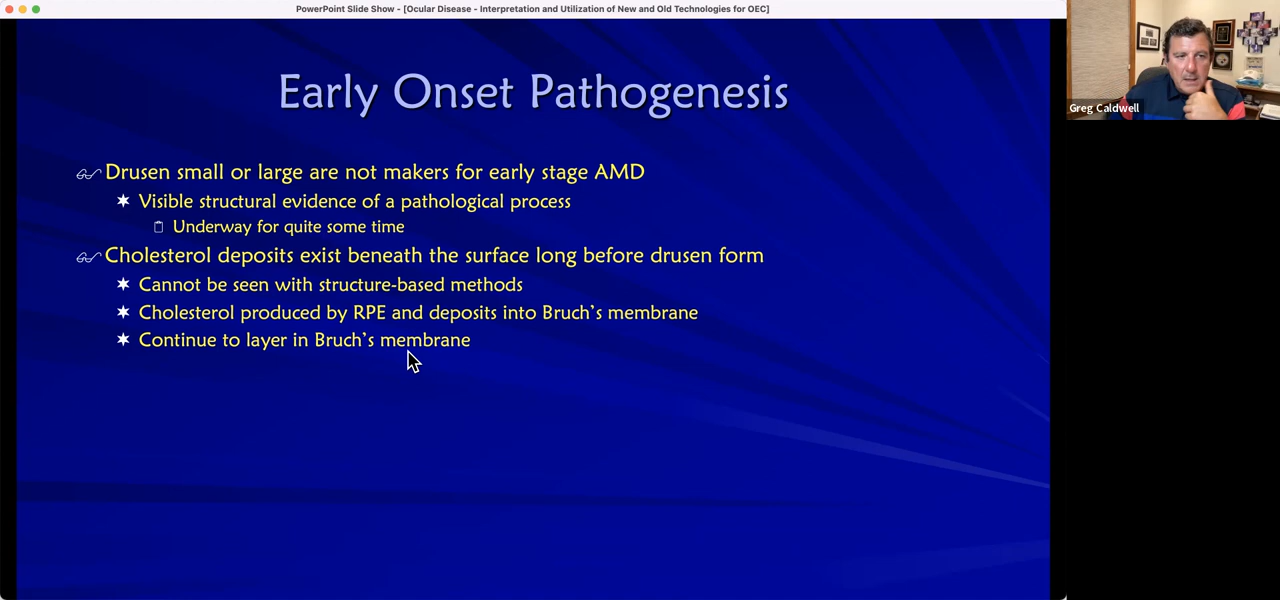 PowerPoint Slide Show - [Ocular Disease - Interpretation and Utilization of New and Old Technologies for OEC]
Early Onset Pathogenesis
Drusen small or large are not makers for early stage AMD
Visible structural evidence of a pathological process
Underway for quite some time
Cholesterol deposits exist beneath the surface long before drusen form
Cannot be seen with structure-based methods
Cholesterol produced by RPE and deposits into Bruch's membrane
Continue to layer in Bruch's membrane
Greg Caldwell